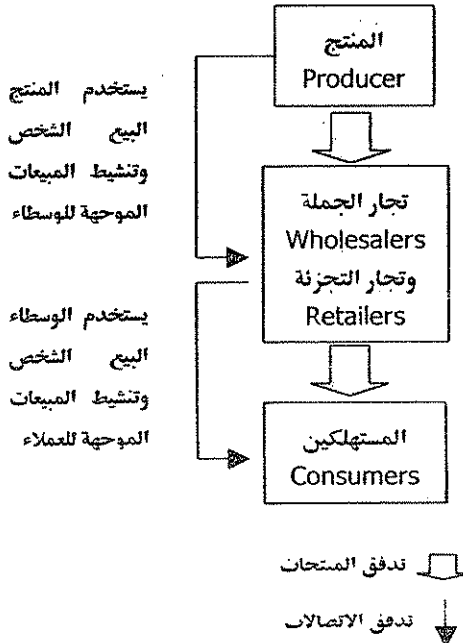 المنتج
Producer
يستخدم المنتج
البيع الشخص
وتنشيط المبيعات
الموجهة للوسطاء
تجار الجملة
Wholesalers
وتجار التجزئة
Retailers
يستخدم الوسطاء
البيع الشخص
وتنشيط المبيعات
الموجهة للعملاء
المستهلكين
Consumers
تدفق المنتجات
تدفق الاتصالات